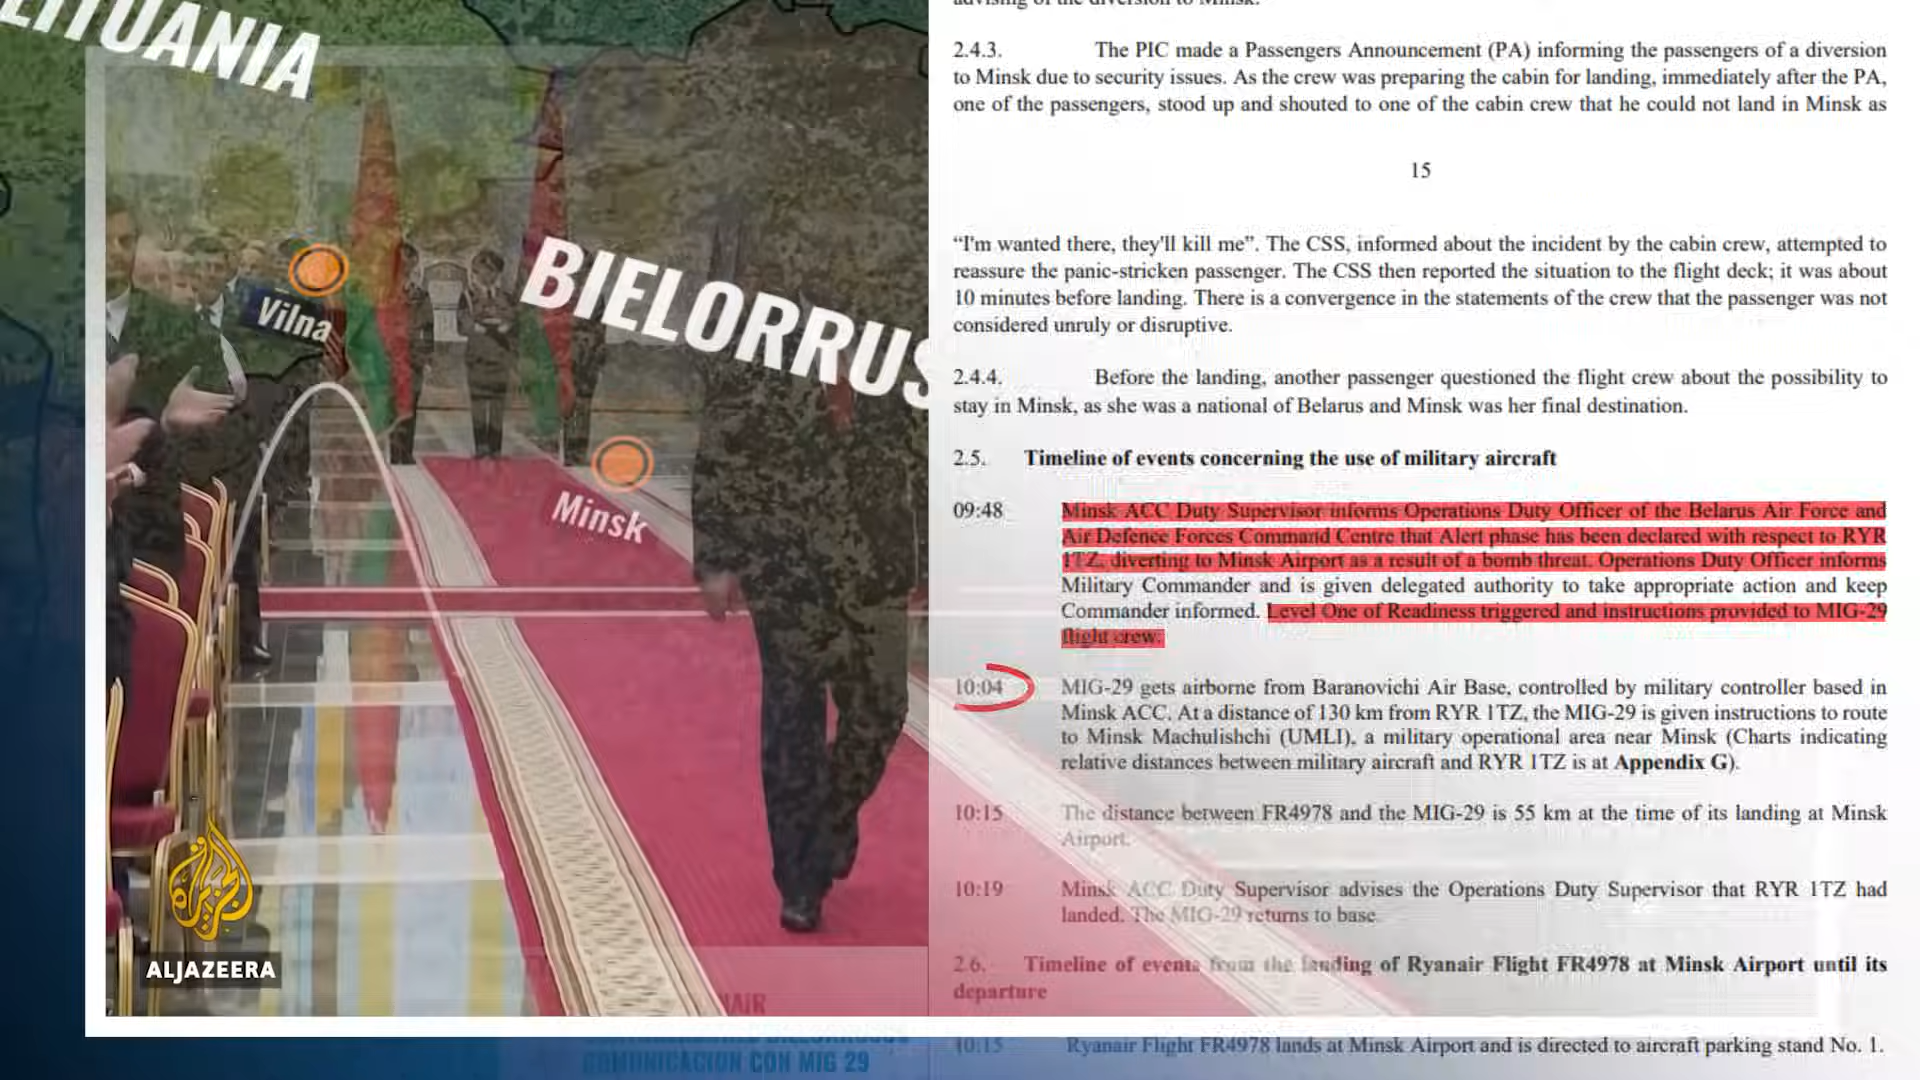 LITUANIA
Vilna
BIELORRUS
Minsk
ALJAZEERA
COMUNICACION CON MIG 29
2.4.3. The PIC made a Passengers Announcement (PA) informing the passengers of a diversion
to Minsk due to security issues. As the crew was preparing the cabin for landing, immediately after the PA,
one of the passengers, stood up and shouted to one of the cabin crew that he could not land in Minsk as
15
“I'm wanted there, they'll kill me”. The CSS, informed about the incident by the cabin crew, attempted to
reassure the panic-stricken passenger. The CSS then reported the situation to the flight deck; it was about
10 minutes before landing. There is a convergence in the statements of the crew that the passenger was not
considered unruly or disruptive.
2.4.4. Before the landing, another passenger questioned the flight crew about the possibility to
stay in Minsk, as she was a national of Belarus and Minsk was her final destination.
2.5. Timeline of events concerning the use of military aircraft
09:48 Minsk ACC Duty Supervisor informs Operations Duty Officer of the Belarus Air Force and
Air Defence Forces Command Centre that Alert phase has been declared with respect to RYR
1TZ, diverting to Minsk Airport as a result of a bomb threat. Operations Duty Officer informs
Military Commander and is given delegated authority to take appropriate action and keep
Commander informed. Level One of Readiness triggered and instructions provided to MIG-29
flight crew.
10:04 MIG-29 gets airborne from Baranovichi Air Base, controlled by military controller based in
Minsk ACC. At a distance of 130 km from RYR 1TZ, the MIG-29 is given instructions to route
to Minsk Machulishchi (UMLI), a military operational area near Minsk (Charts indicating
relative distances between military aircraft and RYR 1TZ is at Appendix G).
10:15 The distance between FR4978 and the MIG-29 is 55 km at the time of its landing at Minsk
Airport.
10:19 Minsk ACC Duty Supervisor advises the Operations Duty Supervisor that RYR 1TZ had
landed. The MIG-29 returns to base.
2.6. Timeline of events from the landing of Ryanair Flight FR4978 at Minsk Airport until its
departure
10:15 Ryanair Flight FR4978 lands at Minsk Airport and is directed to aircraft parking stand No. 1.